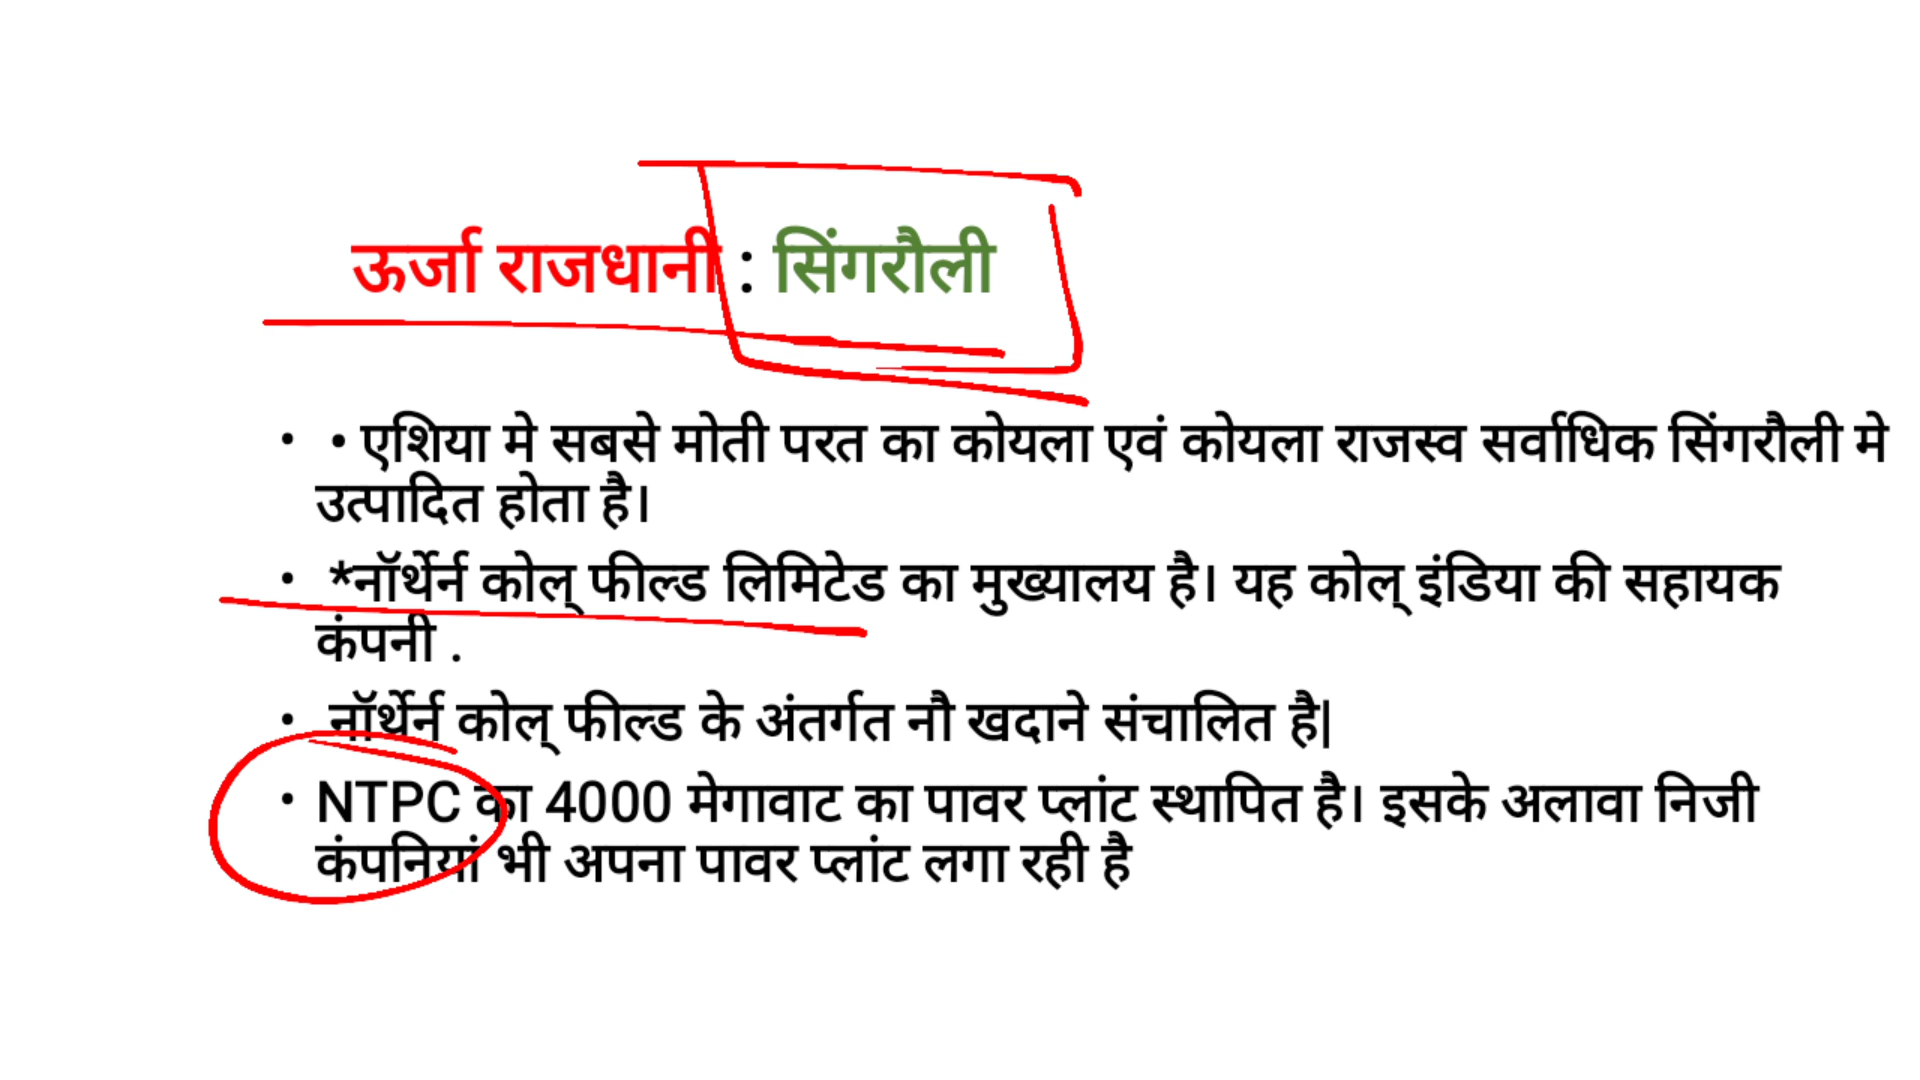 ऊर्जा राजधानी : सिंगरौली
• • एशिया मे सबसे मोती परत का कोयला एवं कोयला राजस्व सर्वाधिक सिंगरौली मे
उत्पादित होता है।
• *नॉर्थेर्न कोल् फील्ड लिमिटेड का मुख्यालय है। यह कोल् इंडिया की सहायक
कंपनी .
• नॉर्थेर्न कोल् फील्ड के अंतर्गत नौ खदाने संचालित है|
• NTPC का 4000 मेगावाट का पावर प्लांट स्थापित है। इसके अलावा निजी
कंपनियां भी अपना पावर प्लांट लगा रही है